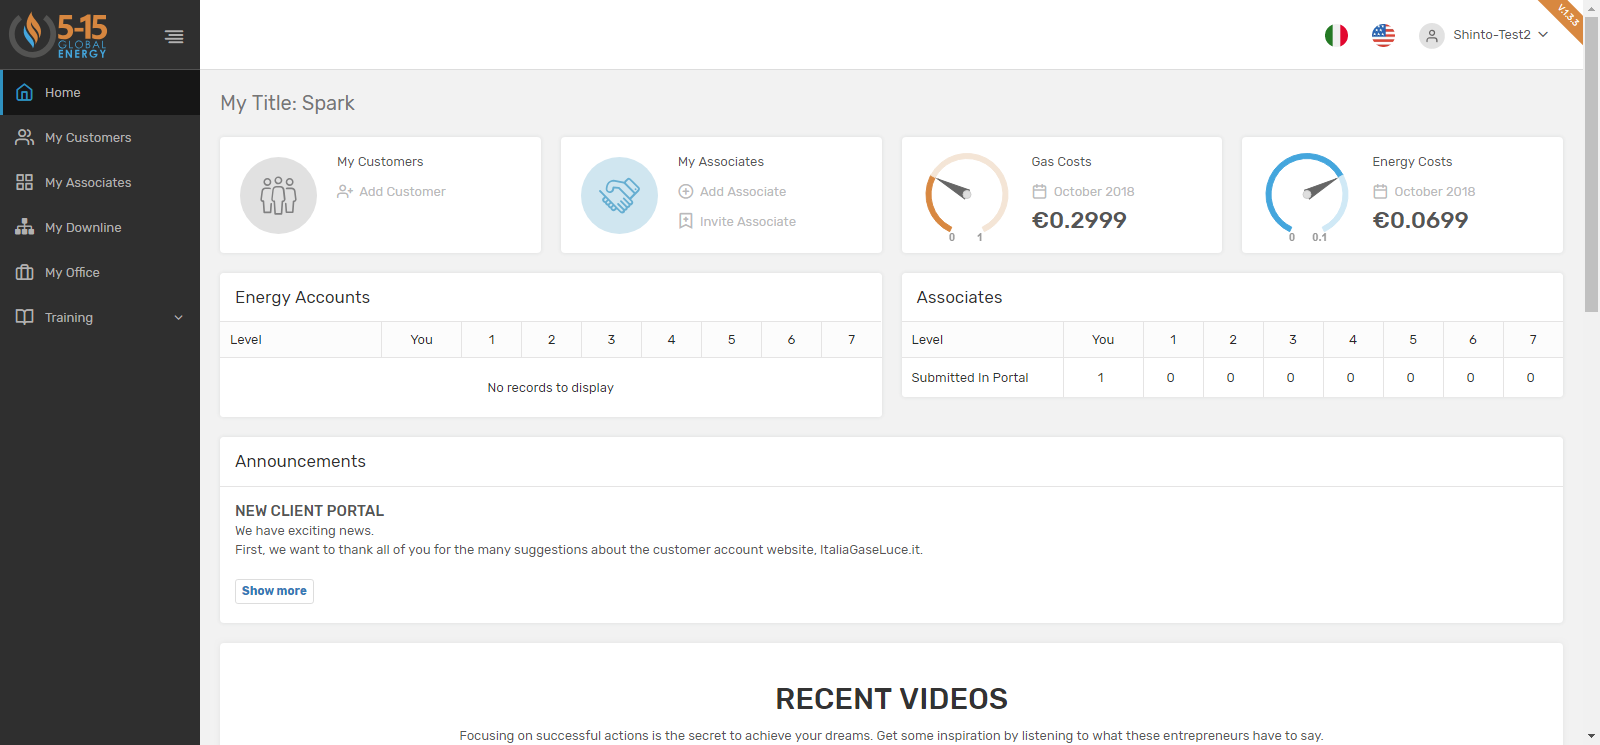 5-15
GLOBAL
ENERGY
Shinto-Test2
V.1.3.3
Home
My Customers
My Associates
My Downline
My Office
Training
My Title: Spark
My Customers
Add Customer
My Associates
Add Associate
Invite Associate
Gas Costs
October 2018
€0.2999
0 1
Energy Costs
October 2018
€0.0699
0 0.1
Energy Accounts
Level You 1 2 3 4 5 6 7
No records to display
Associates
Level You 1 2 3 4 5 6 7
Submitted In Portal 1 0 0 0 0 0 0 0
Announcements
NEW CLIENT PORTAL
We have exciting news.
First, we want to thank all of you for the many suggestions about the customer account website, ItaliaGaseLuce.it.
Show more
RECENT VIDEOS
Focusing on successful actions is the secret to achieve your dreams. Get some inspiration by listening to what these entrepreneurs have to say.